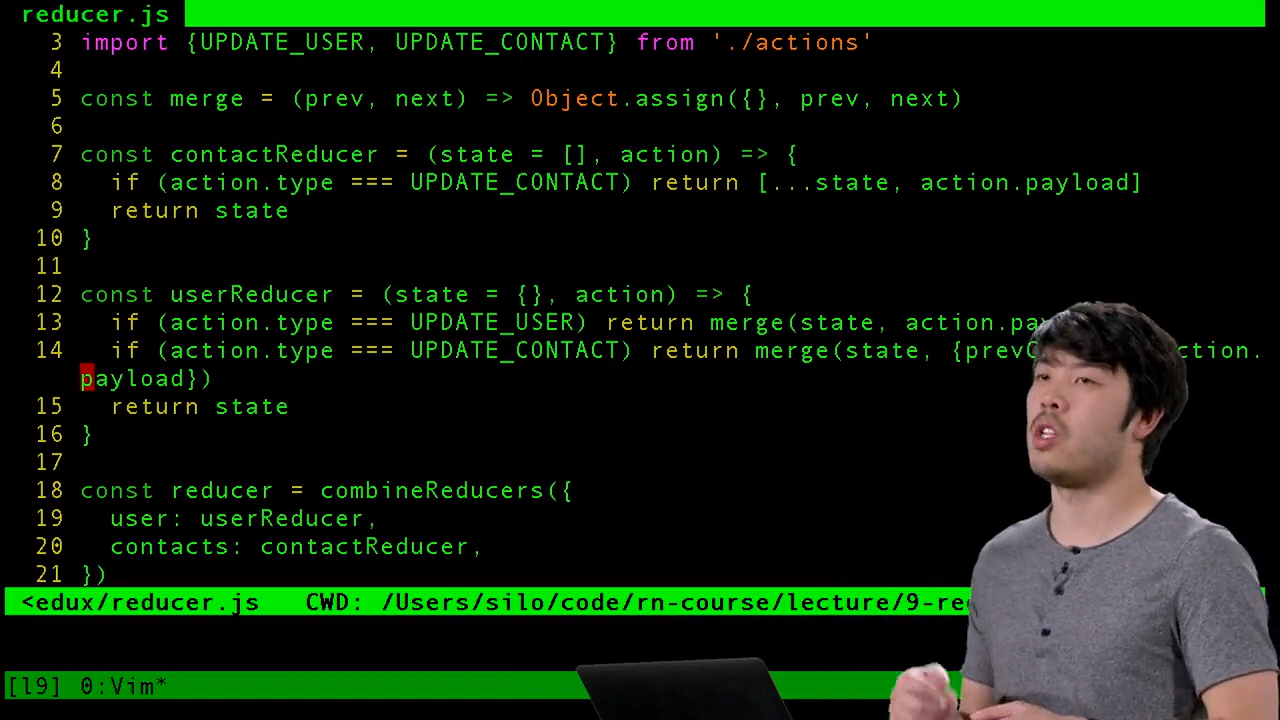 reducer.js
3 import {UPDATE_USER, UPDATE_CONTACT} from './actions'
4
5 const merge = (prev, next) => Object.assign({}, prev, next)
6
7 const contactReducer = (state = [], action) => {
8 if (action.type === UPDATE_CONTACT) return [...state, action.payload]
9 return state
10 }
11
12 const userReducer = (state = {}, action) => {
13 if (action.type === UPDATE_USER) return merge(state, action.pay
14 if (action.type === UPDATE_CONTACT) return merge(state, {prev ction.
payload})
15 return state
16 }
17
18 const reducer = combineReducers({
19 user: userReducer,
20 contacts: contactReducer,
21 })
<edux/reducer.js CWD: /Users/silo/code/rn-course/lecture/9-re
[l9] 0:Vim*